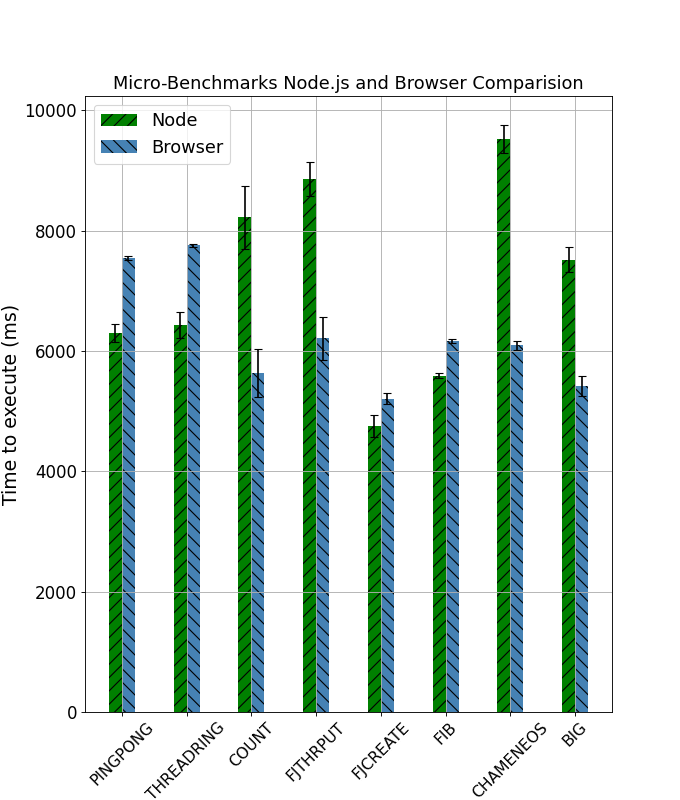 Micro-Benchmarks Node.js and Browser Comparision
Node
Browser
Time to execute (ms)
10000
8000
6000
4000
2000
0
PINGPONG
THREADRING
COUNT
FJTHRPUT
FJCREATE
FIB
CHAMENEOS
BIG